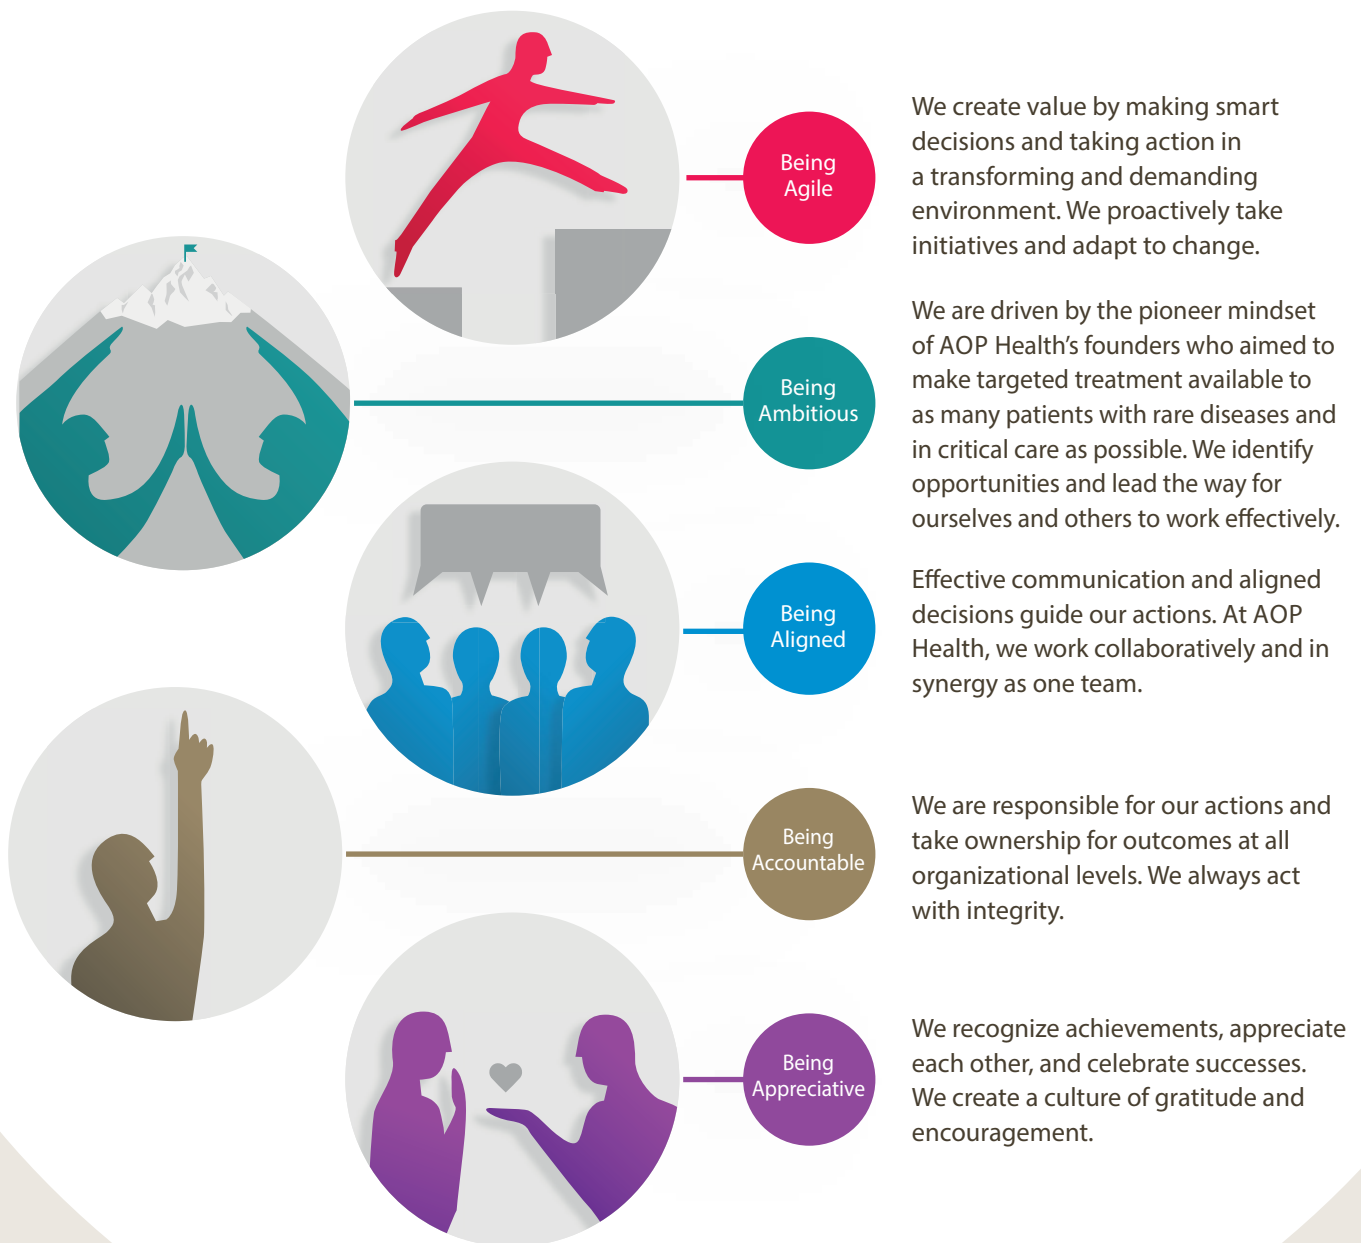 Being
Agile
We create value by making smart
decisions and taking action in
a transforming and demanding
environment. We proactively take
initiatives and adapt to change.
Being
Ambitious
We are driven by the pioneer mindset
of AOP Health’s founders who aimed to
make targeted treatment available to
as many patients with rare diseases and
in critical care as possible. We identify
opportunities and lead the way for
ourselves and others to work effectively.
Being
Aligned
Effective communication and aligned
decisions guide our actions. At AOP
Health, we work collaboratively and in
synergy as one team.
Being
Accountable
We are responsible for our actions and
take ownership for outcomes at all
organizational levels. We always act
with integrity.
Being
Appreciative
We recognize achievements, appreciate
each other, and celebrate successes.
We create a culture of gratitude and
encouragement.